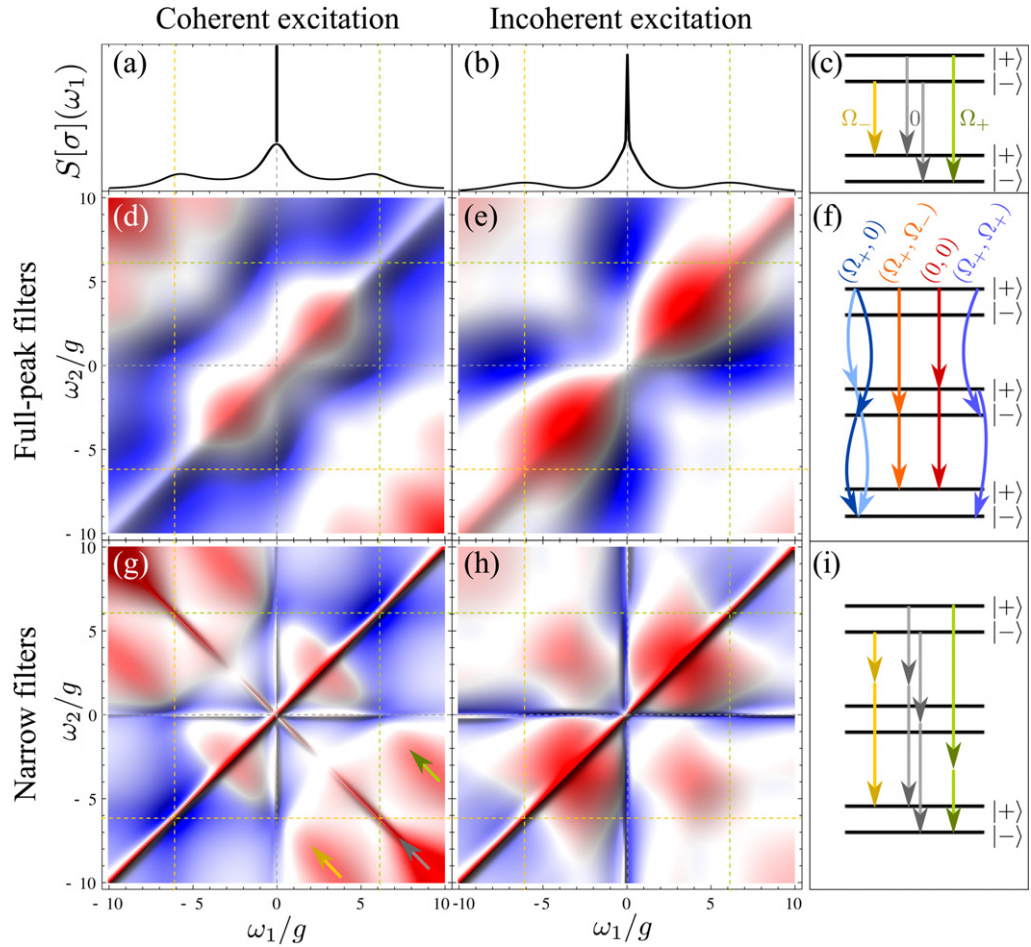 Coherent excitation
Incoherent excitation
(a)
(b)
(c)
S[σ](ω₁)
|+⟩
|−⟩
Ω₋
0
Ω₊
|+⟩
|−⟩
Full-peak filters
(d)
(e)
(f)
(Ω₊, 0)
(Ω₊, Ω₋)
(0, 0)
(Ω₊, Ω₊)
10
5
0
- 5
- 10
ω₂/g
|+⟩
|−⟩
|+⟩
|−⟩
|+⟩
|−⟩
Narrow filters
(g)
(h)
(i)
10
5
0
- 5
- 10
ω₂/g
|+⟩
|−⟩
|+⟩
|−⟩
- 10
- 5
0
5
10
- 10
- 5
0
5
10
ω₁/g
ω₁/g